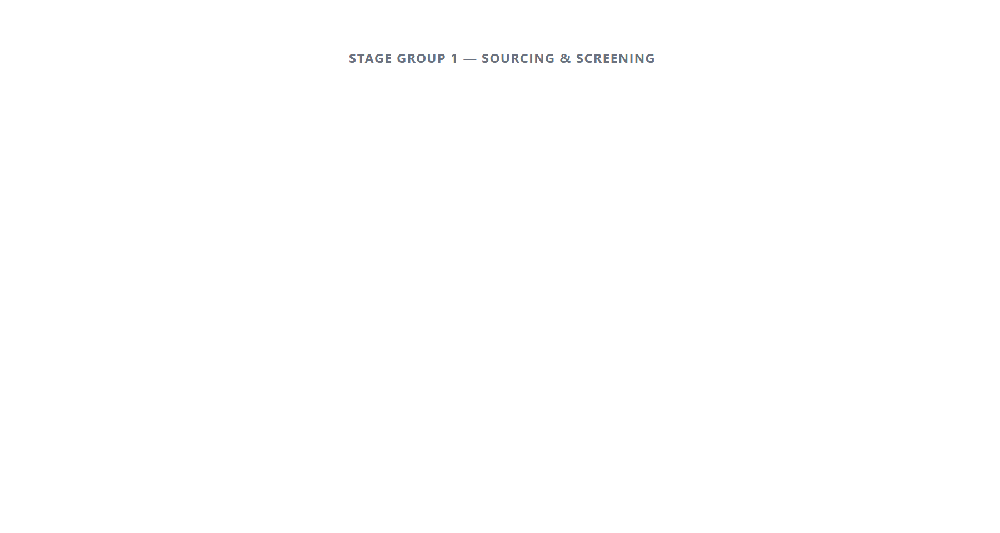 STAGE GROUP 1 — SOURCING & SCREENING